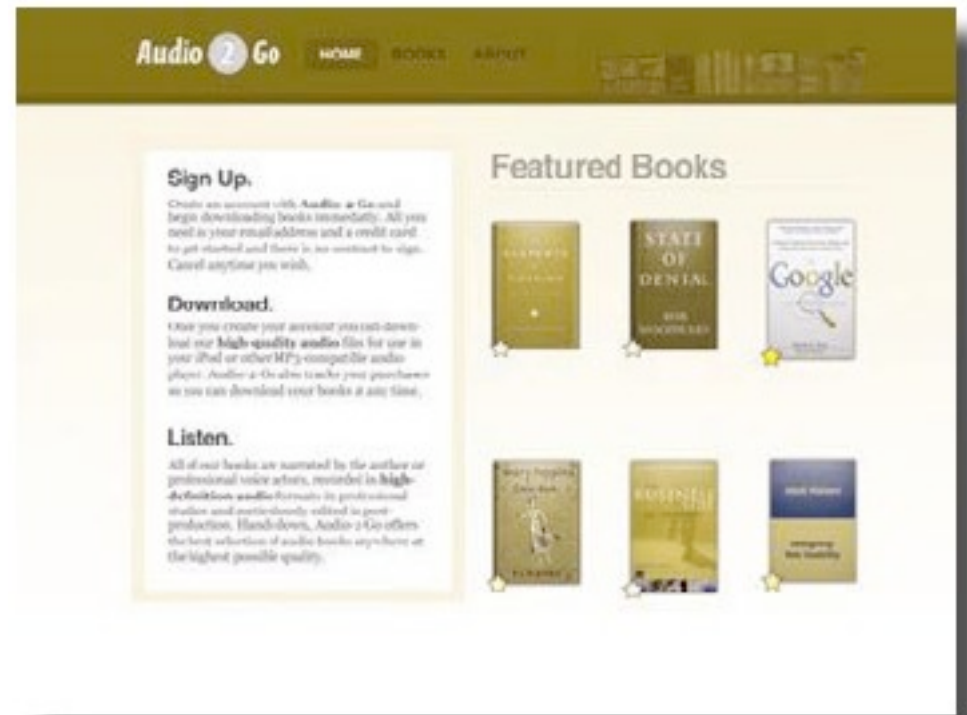 Audio 2 Go HOME BOOKS ABOUT
Sign Up.
Create an account with Audio-2-Go and
begin downloading books immediatly. All you
need is your email address and a credit card
to get started and there is no contract to sign.
Cancel anytime you wish.
Download.
Once you create your account you can down-
load our high-quality audio files for use in
your iPod or other MP3-compatible audio
player. Audio-2-Go also tracks your purchases
so you can download your books at any time.
Listen.
All of our books are narrated by the author or
professional voice actors, recorded in high-
definition audio formats in professional
studios and meticulously edited in post-
production. Hands-down, Audio-2-Go offers
the best selection of audio books anywhere at
the highest possible quality.
Featured Books
STATE
OF
DENIAL
BOB
WOODWARD
Google
BUSINESS
designing
Web Usability